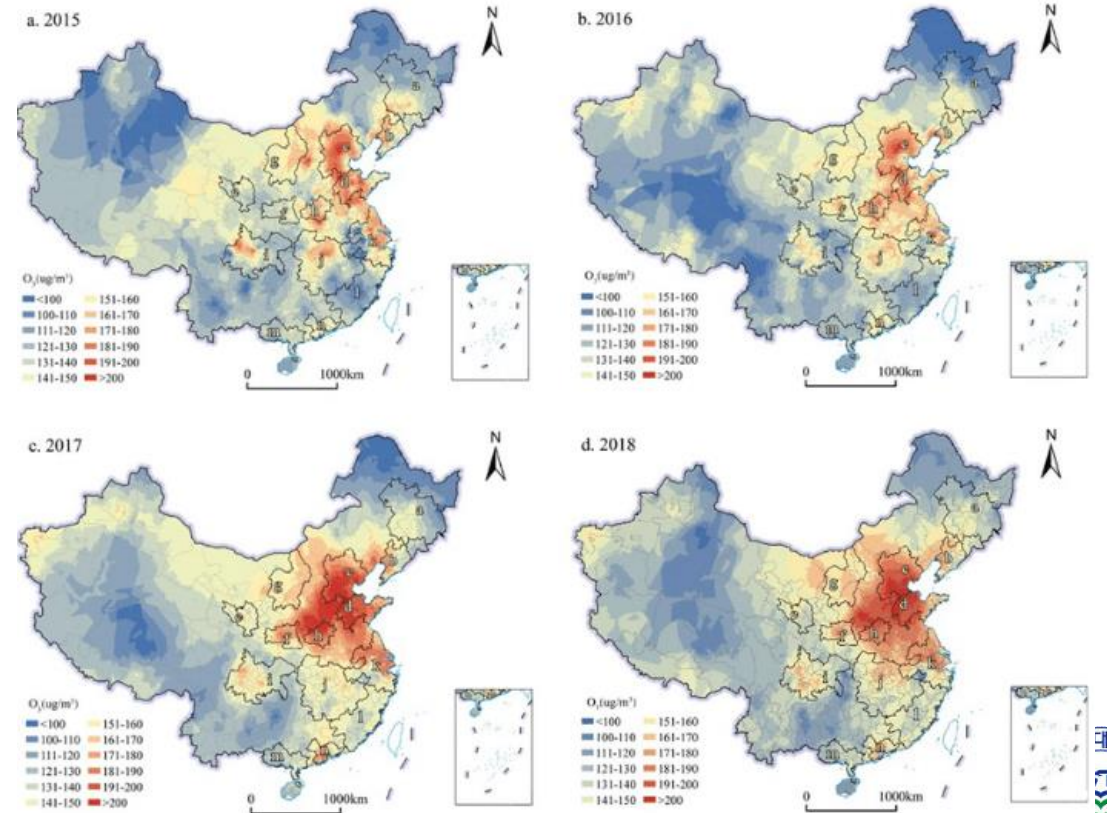 a. 2015
N
a
b
c
d
g
e
f
h
i
j
k
l
m
n
O₃(ug/m³)
<100
100-110
111-120
121-130
131-140
141-150
151-160
161-170
171-180
181-190
191-200
>200
0 1000km
b. 2016
N
a
b
c
d
g
e
f
h
i
j
k
l
m
n
O₃(ug/m³)
<100
100-110
111-120
121-130
131-140
141-150
151-160
161-170
171-180
181-190
191-200
>200
0 1000km
c. 2017
N
a
b
c
d
g
e
f
h
i
j
k
l
m
n
O₃(ug/m³)
<100
100-110
111-120
121-130
131-140
141-150
151-160
161-170
171-180
181-190
191-200
>200
0 1000km
d. 2018
N
a
b
c
d
g
e
f
h
i
j
k
l
m
n
O₃(ug/m³)
<100
100-110
111-120
121-130
131-140
141-150
151-160
161-170
171-180
181-190
191-200
>200
0 1000km